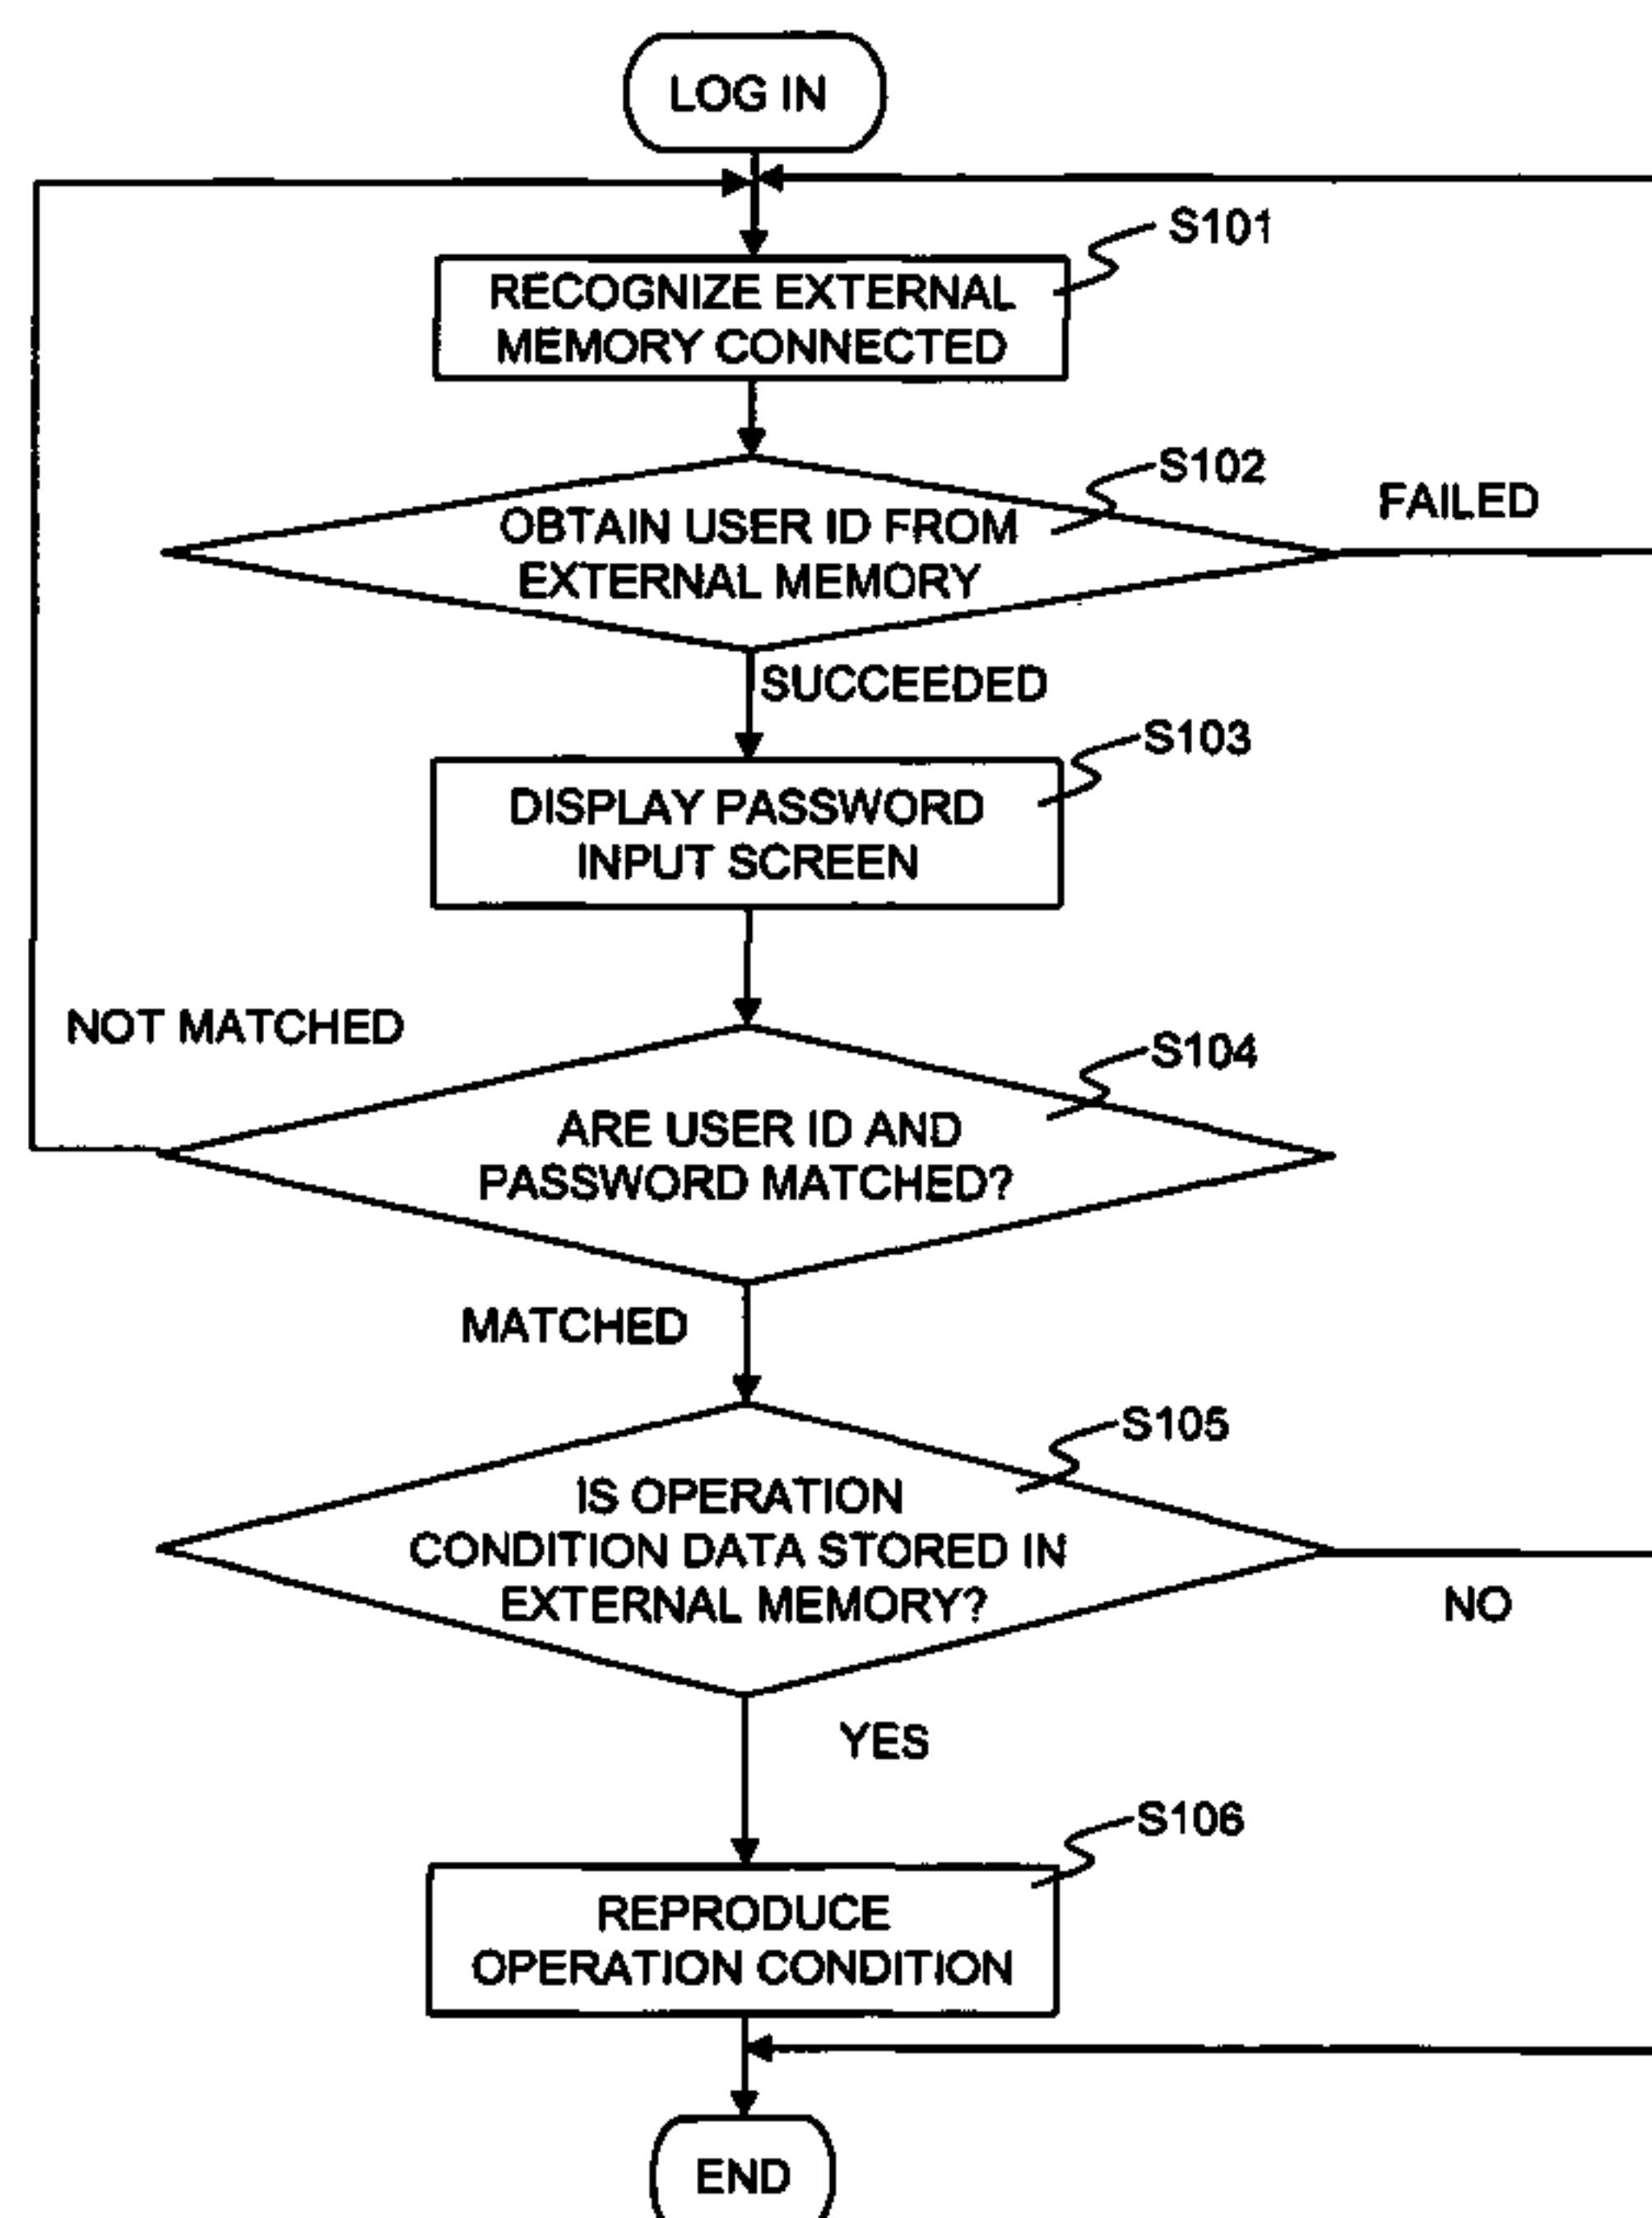 LOG IN
S101
RECOGNIZE EXTERNAL
MEMORY CONNECTED
S102
FAILED
OBTAIN USER ID FROM
EXTERNAL MEMORY
SUCCEEDED
S103
DISPLAY PASSWORD
INPUT SCREEN
NOT MATCHED
S104
ARE USER ID AND
PASSWORD MATCHED?
MATCHED
S105
IS OPERATION
CONDITION DATA STORED IN
EXTERNAL MEMORY?
NO
YES
S106
REPRODUCE
OPERATION CONDITION
END